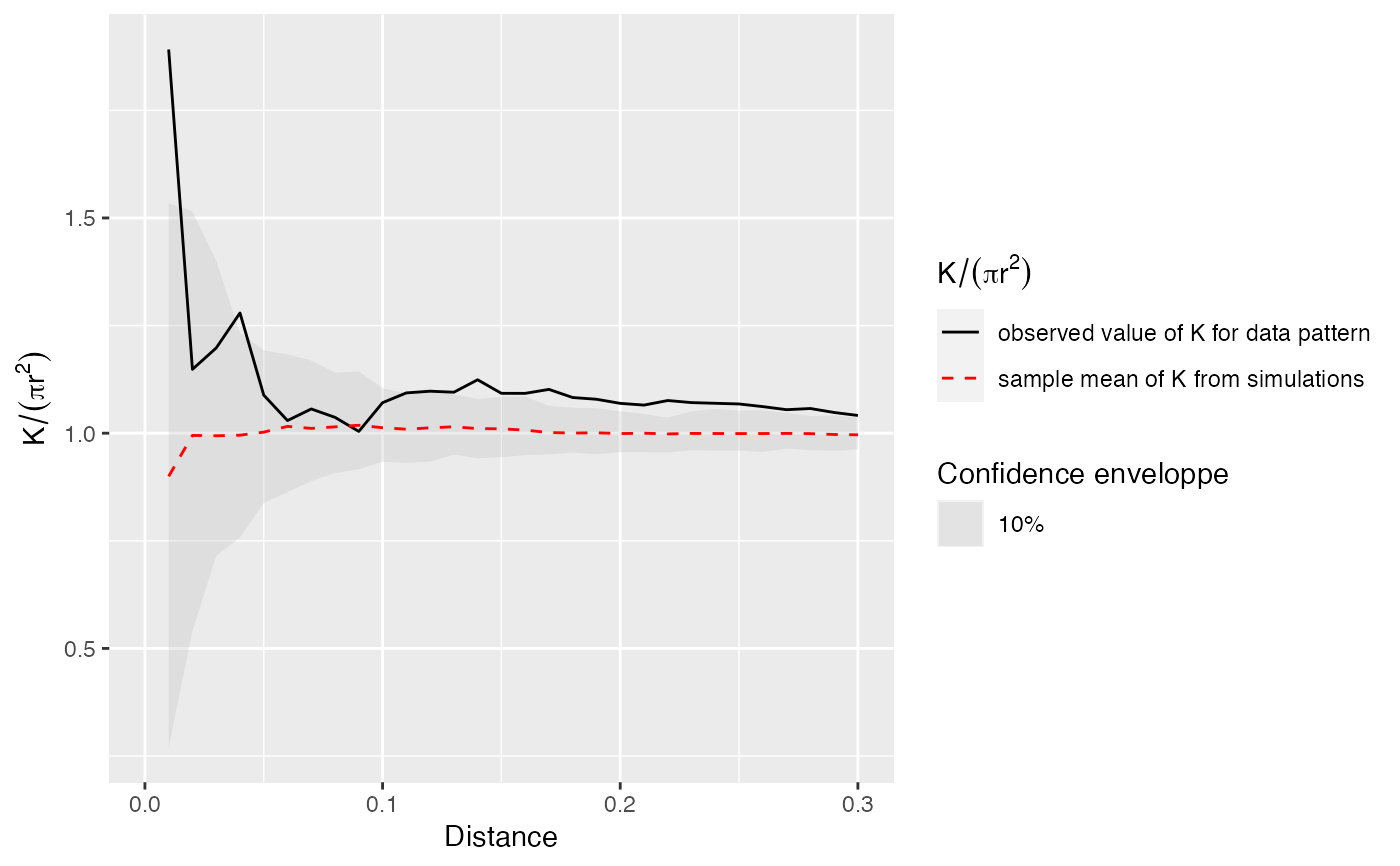 1.5
1.0
0.5
K/(πr²)
0.0 0.1 0.2 0.3
Distance
K/(πr²)
observed value of K for data pattern
sample mean of K from simulations
Confidence enveloppe
10%